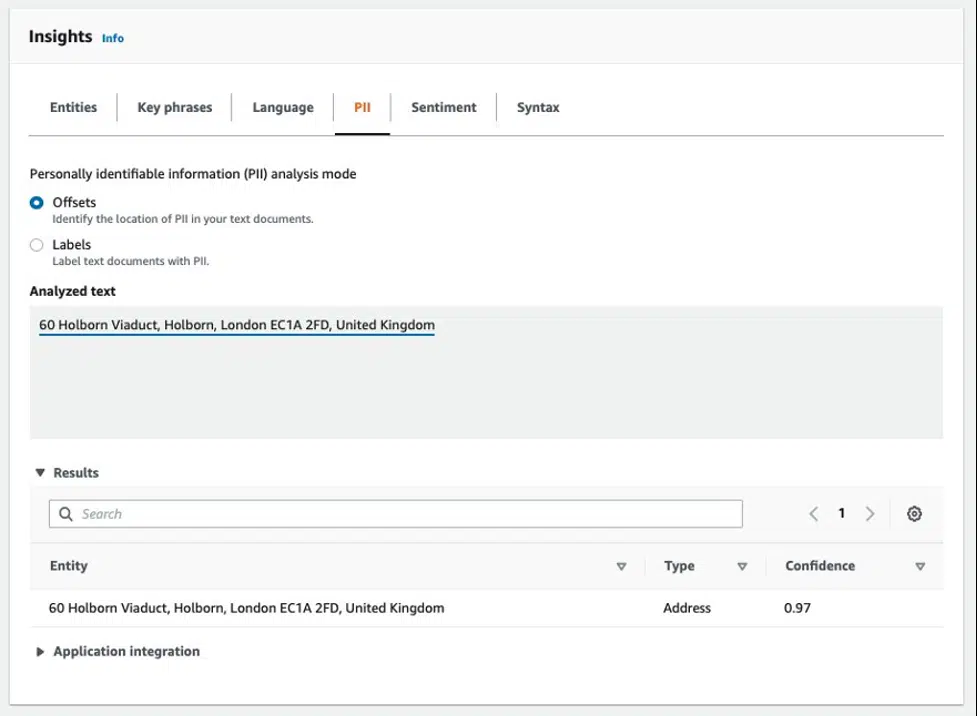 Insights Info
Entities Key phrases Language PII Sentiment Syntax
Personally identifiable information (PII) analysis mode
Offsets
Identify the location of PII in your text documents.
Labels
Label text documents with PII.
Analyzed text
60 Holborn Viaduct, Holborn, London EC1A 2FD, United Kingdom
Results
Search 1
Entity Type Confidence
60 Holborn Viaduct, Holborn, London EC1A 2FD, United Kingdom Address 0.97
Application integration